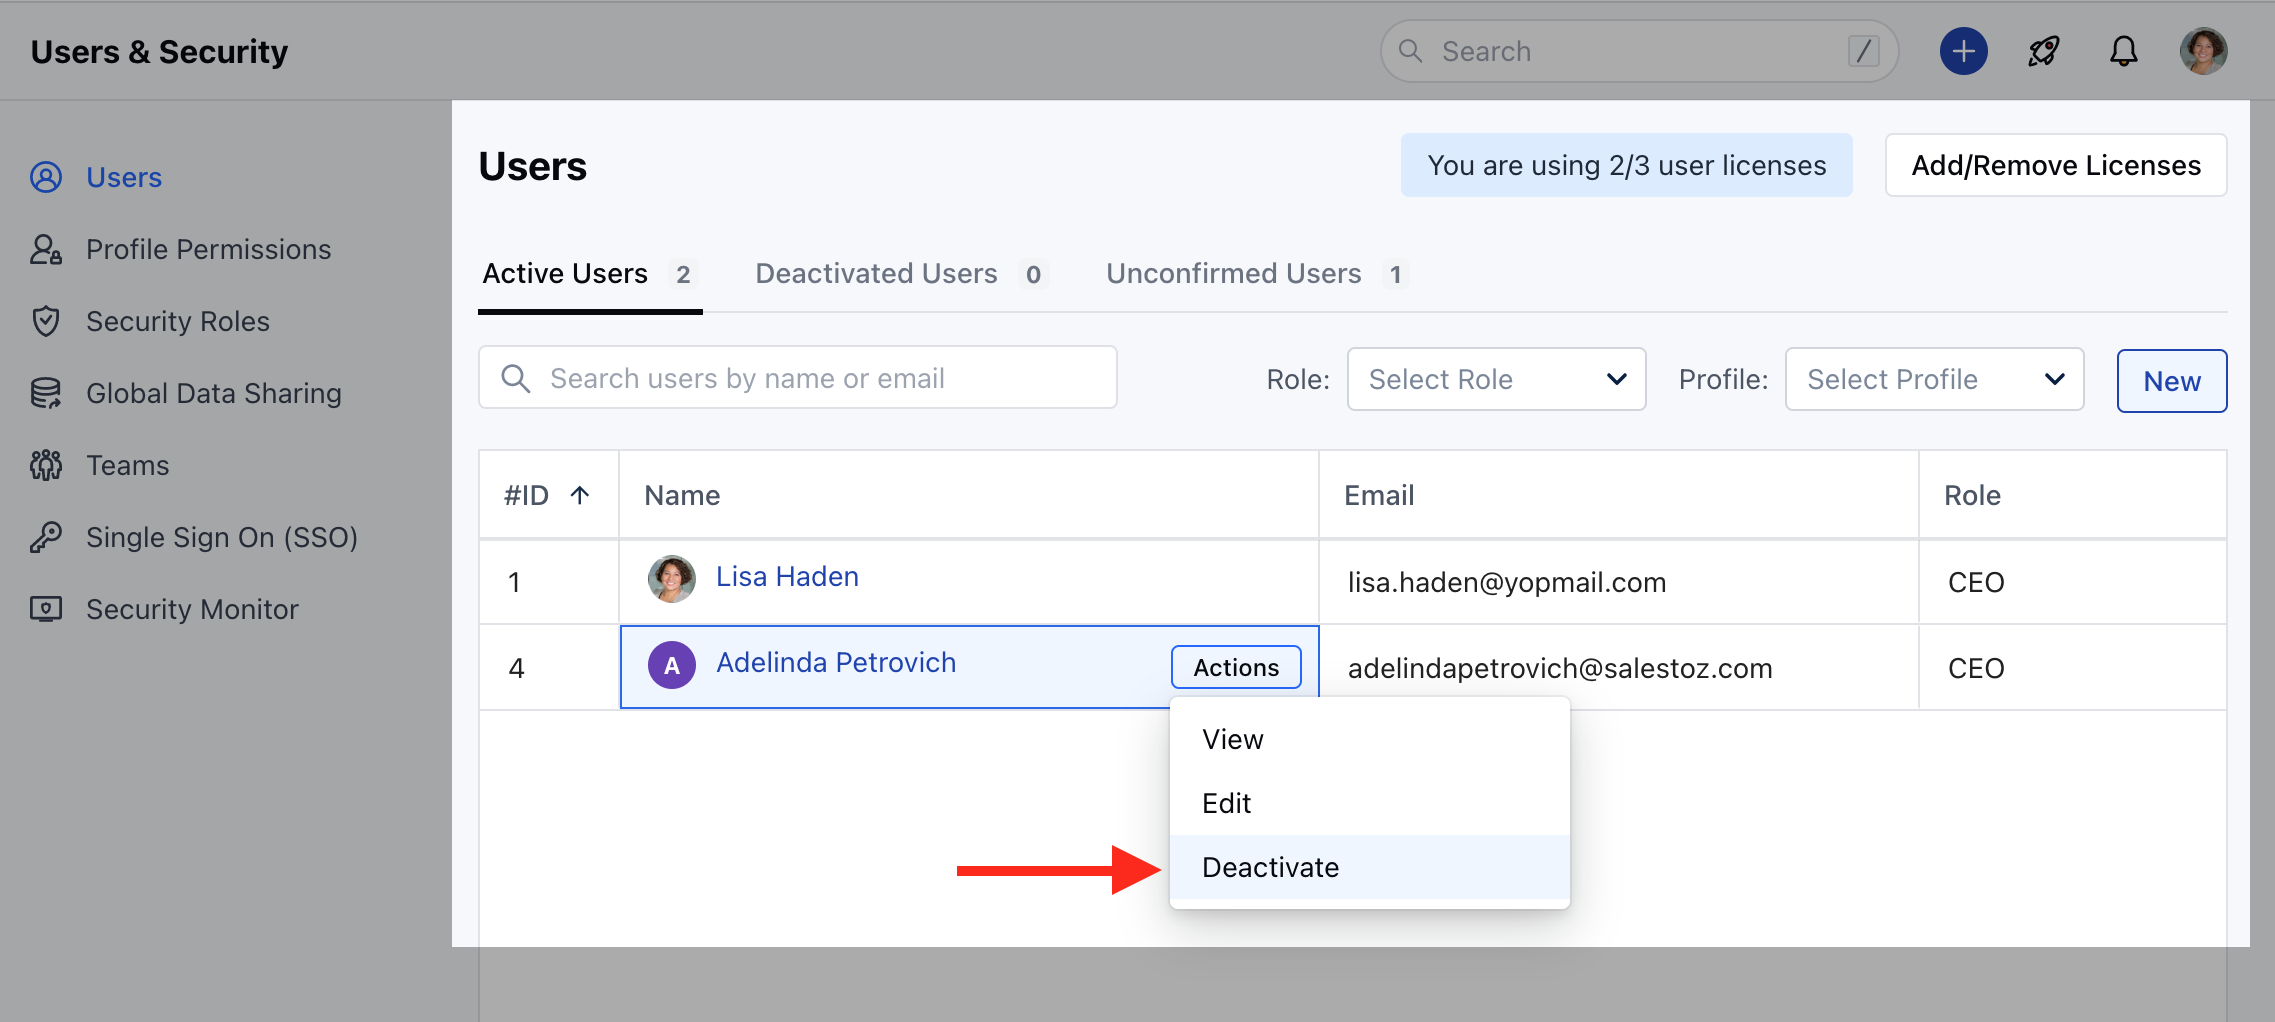 Users & Security
Search /
Users
Profile Permissions
Security Roles
Global Data Sharing
Teams
Single Sign On (SSO)
Security Monitor
Users
You are using 2/3 user licenses
Add/Remove Licenses
Active Users 2
Deactivated Users 0
Unconfirmed Users 1
Search users by name or email
Role: Select Role
Profile: Select Profile
New
#ID Name Email Role
1 Lisa Haden lisa.haden@yopmail.com CEO
4 A Adelinda Petrovich Actions adelindapetrovich@salestoz.com CEO
View
Edit
Deactivate